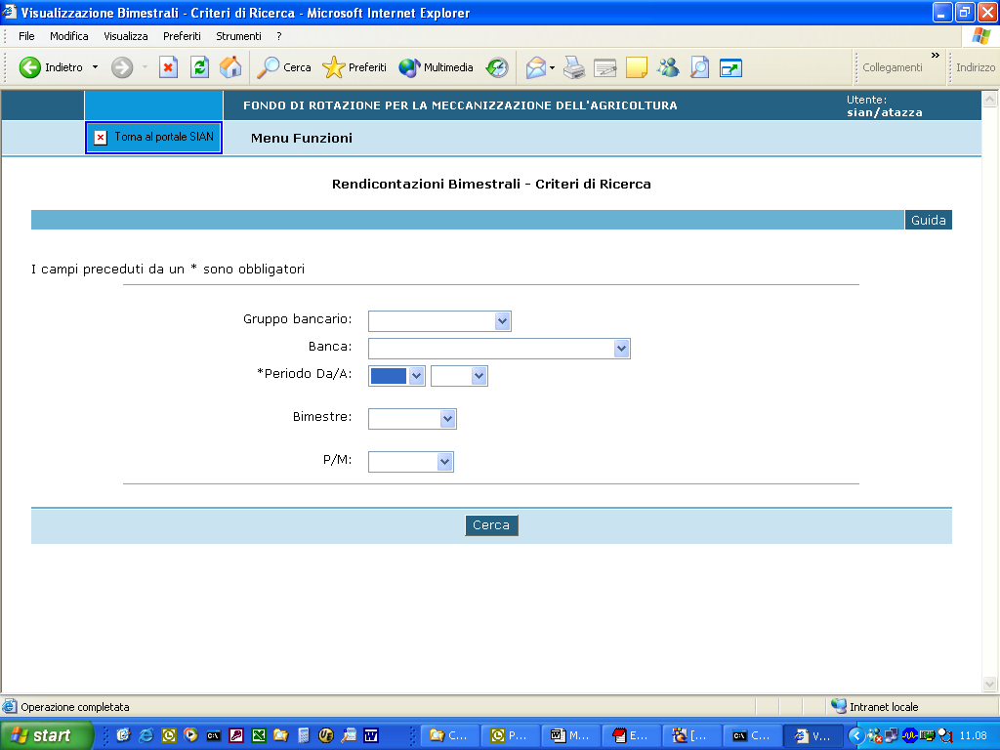 Visualizzazione Bimestrali - Criteri di Ricerca - Microsoft Internet Explorer
File Modifica Visualizza Preferiti Strumenti ?
Indietro Cerca Preferiti Multimedia Collegamenti » Indirizzo
FONDO DI ROTAZIONE PER LA MECCANIZZAZIONE DELL'AGRICOLTURA
Utente:
sian/atazza
Torna al portale SIAN Menu Funzioni
Rendicontazioni Bimestrali - Criteri di Ricerca
Guida
I campi preceduti da un * sono obbligatori
Gruppo bancario:
Banca:
*Periodo Da/A:
Bimestre:
P/M:
Cerca
Operazione completata Intranet locale
start C... P... M... E... [... C... V... 11.08